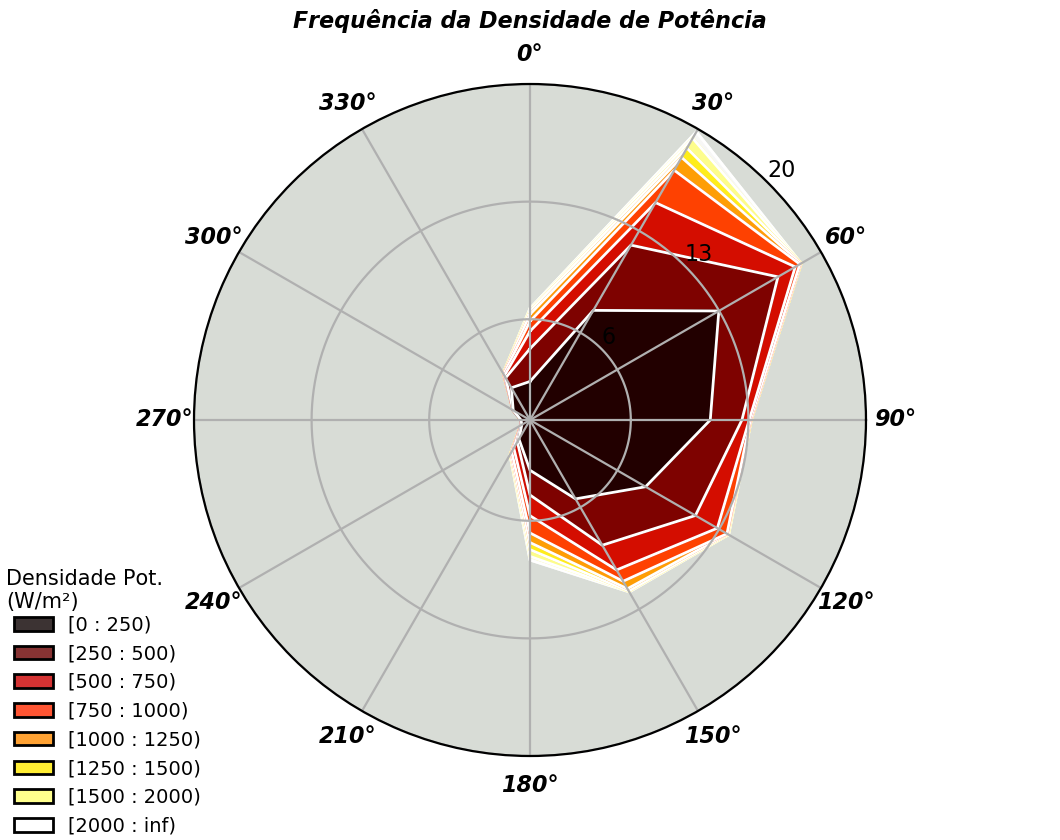 Frequência da Densidade de Potência
0°
330°
30°
20
300°
60°
13
6
270°
90°
240°
120°
210°
150°
180°
Densidade Pot.
(W/m²)
[0 : 250)
[250 : 500)
[500 : 750)
[750 : 1000)
[1000 : 1250)
[1250 : 1500)
[1500 : 2000)
[2000 : inf)